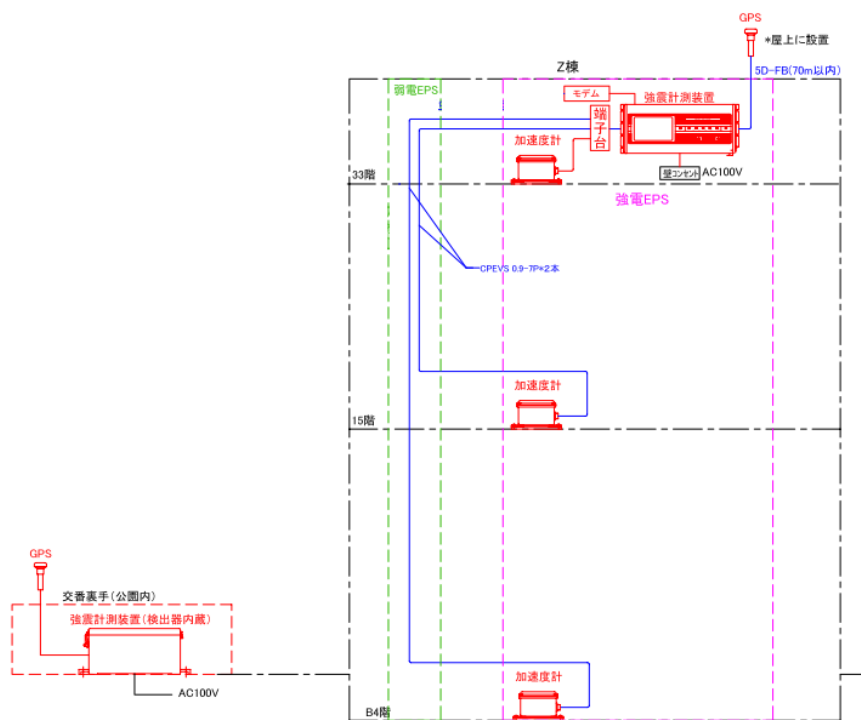 GPS
*屋上に設置
Z棟
5D-FB(70m以内)
弱電EPS
モデム
強震計測装置
端子台
加速度計
33階
壁コンセント
AC100V
強電EPS
CPEVS 0.9-7P*2本
加速度計
15階
GPS
交番裏手(公園内)
強震計測装置(検出器内蔵)
加速度計
AC100V
B4階